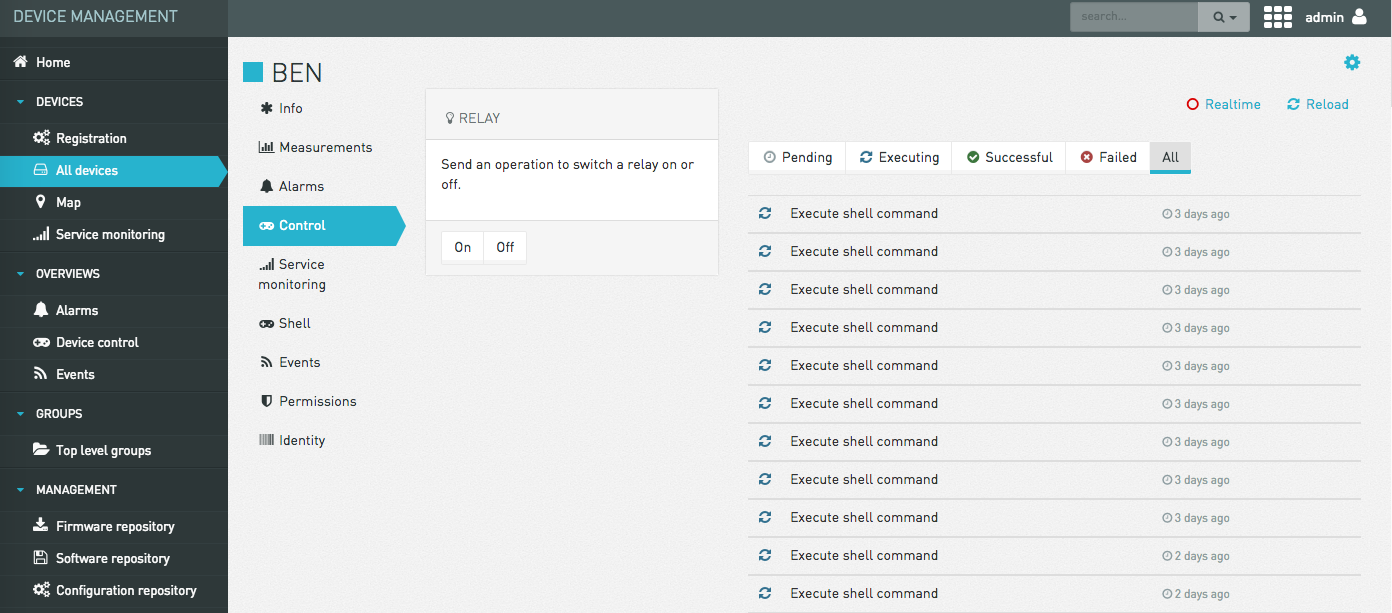 DEVICE MANAGEMENT
search...
admin
Home
DEVICES
Registration
All devices
Map
Service monitoring
OVERVIEWS
Alarms
Device control
Events
GROUPS
Top level groups
MANAGEMENT
Firmware repository
Software repository
Configuration repository
BEN
Info
Measurements
Alarms
Control
Service
monitoring
Shell
Events
Permissions
Identity
RELAY
Send an operation to switch a relay on or
off.
On Off
Realtime Reload
Pending Executing Successful Failed All
Execute shell command 3 days ago
Execute shell command 3 days ago
Execute shell command 3 days ago
Execute shell command 3 days ago
Execute shell command 3 days ago
Execute shell command 3 days ago
Execute shell command 3 days ago
Execute shell command 3 days ago
Execute shell command 3 days ago
Execute shell command 2 days ago
Execute shell command 2 days ago